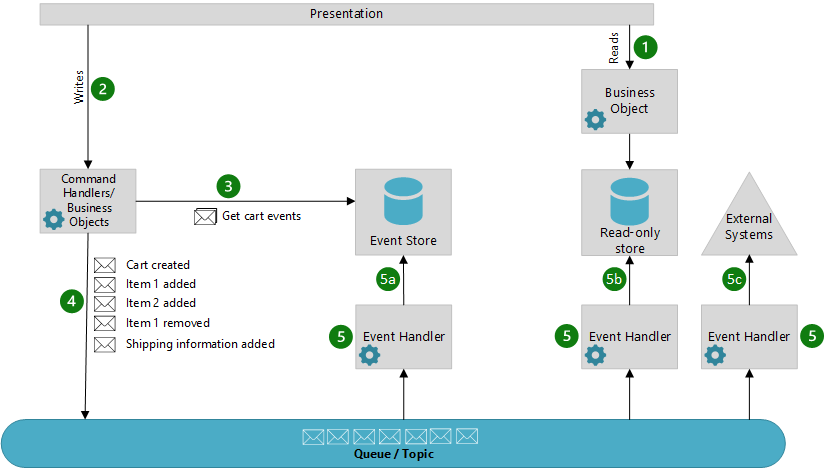 Presentation
Reads
1
Writes
2
Business
Object
Command
Handlers/
Business
Objects
3
Get cart events
Event Store
Read-only
store
External
Systems
4
Cart created
Item 1 added
Item 2 added
Item 1 removed
Shipping information added
5a
5b
5c
5
Event Handler
5
Event Handler
Event Handler
5
Queue / Topic